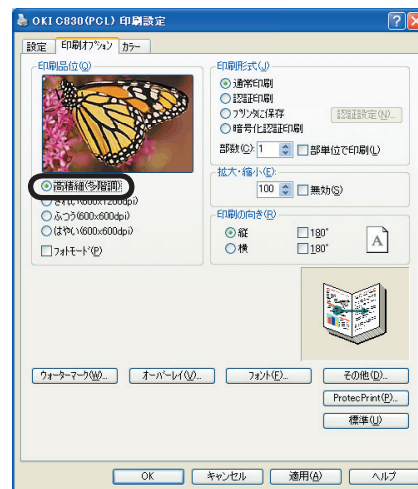 OKI C830(PCL) 印刷設定
設定 印刷オプション カラー
印刷品位(Q)
高精細(多階調)
きれい(600x1200dpi)
ふつう(600x600dpi)
はやい(600x600dpi)
フォトモード(P)
印刷形式(J)
通常印刷
認証印刷
プリンタに保存
認証設定(N)...
暗号化認証印刷
部数(C): 1 部単位で印刷(L)
拡大・縮小(E):
100 無効(S)
印刷の向き(R)
縦 180°
横 180°
A
ウォーターマーク(W)... オーバーレイ(V)... フォント(F)... その他(D)...
ProtecPrint(P)...
標準(U)
OK キャンセル 適用(A) ヘルプ